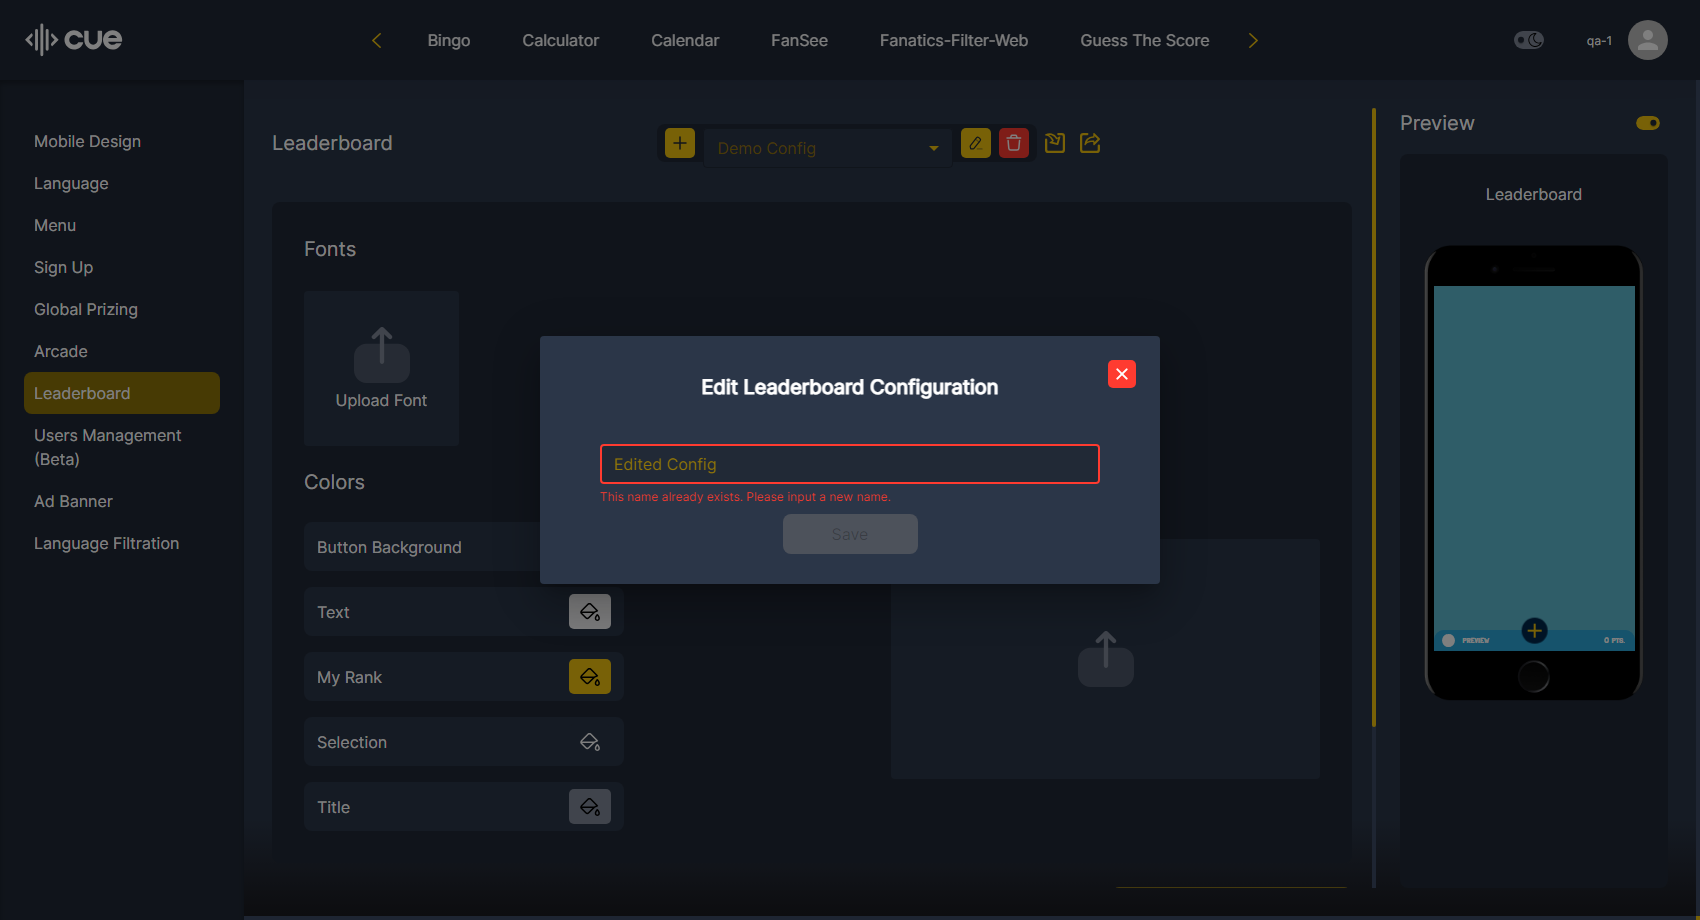 cue
Bingo
Calculator
Calendar
FanSee
Fanatics-Filter-Web
Guess The Score
qa-1
Mobile Design
Language
Menu
Sign Up
Global Prizing
Arcade
Leaderboard
Users Management
(Beta)
Ad Banner
Language Filtration
Leaderboard
Demo Config
Fonts
Upload Font
Colors
Button Background
Text
My Rank
Selection
Title
Edit Leaderboard Configuration
Edited Config
This name already exists. Please input a new name.
Save
Preview
Leaderboard
PREVIEW
0 PTS.